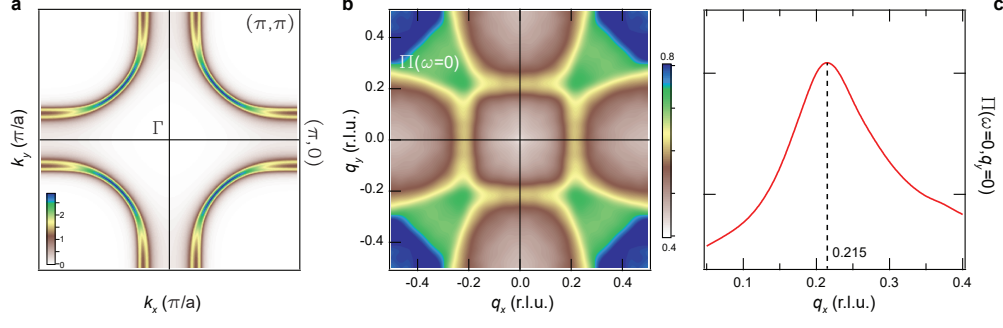 a
(π,π)
Γ
k_y (π/a)
(π,0)
2
1
0
k_x (π/a)
b
Π(ω=0)
0.4
0.2
0.0
-0.2
-0.4
q_y (r.l.u.)
-0.4 -0.2 0.0 0.2 0.4
q_x (r.l.u.)
0.8
0.4
c
Π(ω=0,q_y=0)
0.215
0.1 0.2 0.3 0.4
q_x (r.l.u.)